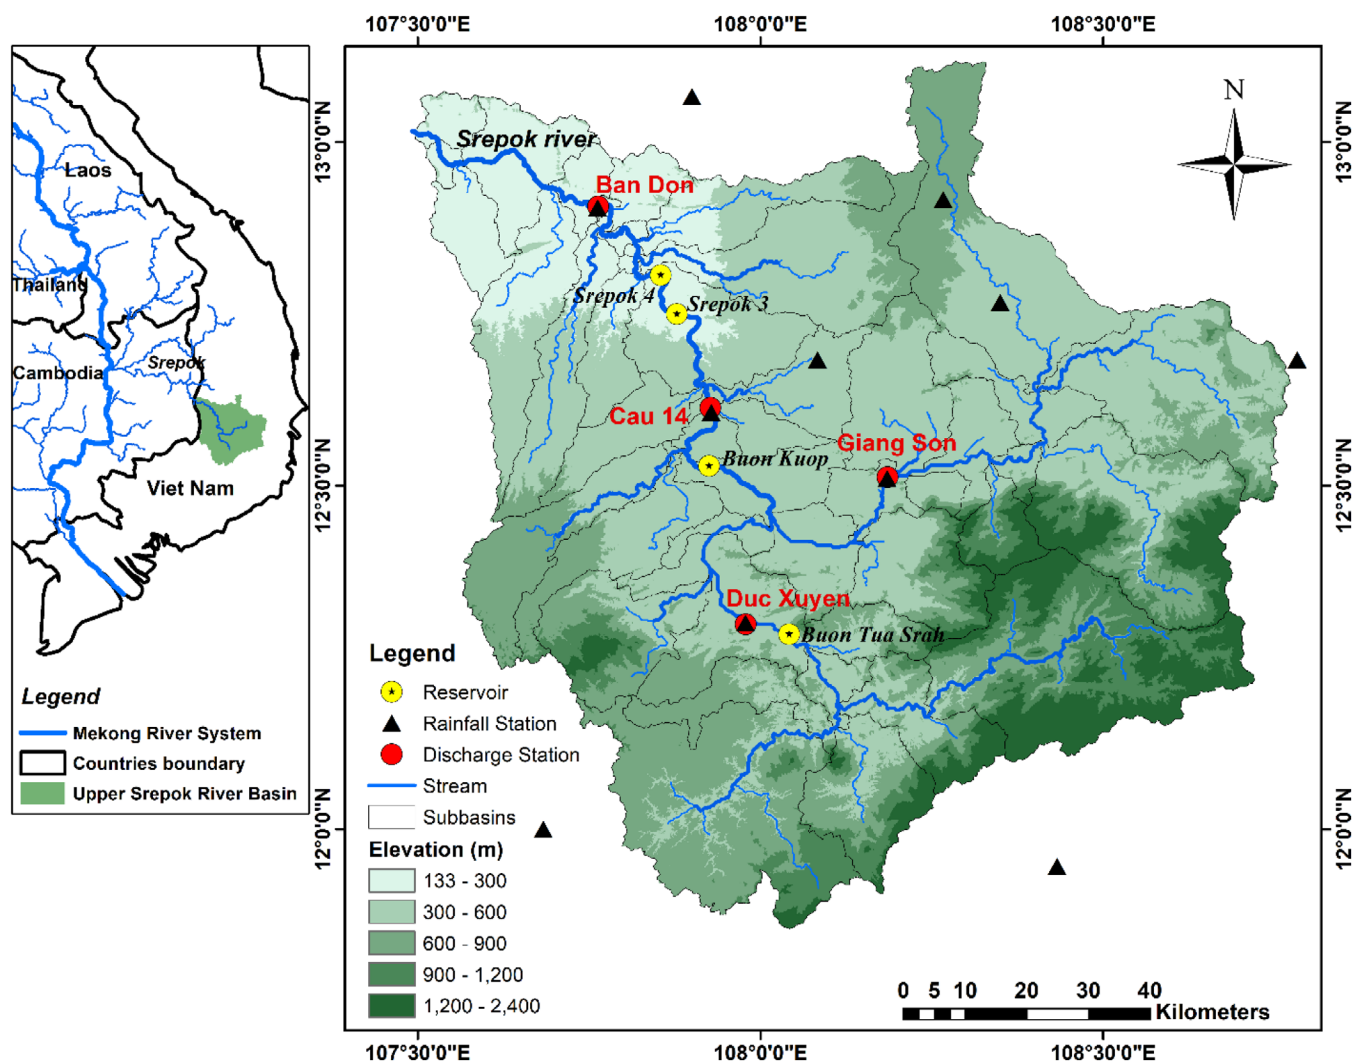 107°30'0"E
108°0'0"E
108°30'0"E
13°0'0"N
12°30'0"N
12°0'0"N
13°0'0"N
12°30'0"N
12°0'0"N
107°30'0"E
108°0'0"E
108°30'0"E
Laos
Thailand
Cambodia
Srepok
Viet Nam
Legend
Mekong River System
Countries boundary
Upper Srepok River Basin
N
Srepok river
Ban Don
Srepok 4
Srepok 3
Cau 14
Giang Son
Buon Kuop
Duc Xuyen
Buon Tua Srah
Legend
Reservoir
Rainfall Station
Discharge Station
Stream
Subbasins
Elevation (m)
133 - 300
300 - 600
600 - 900
900 - 1,200
1,200 - 2,400
0 5 10 20 30 40
Kilometers